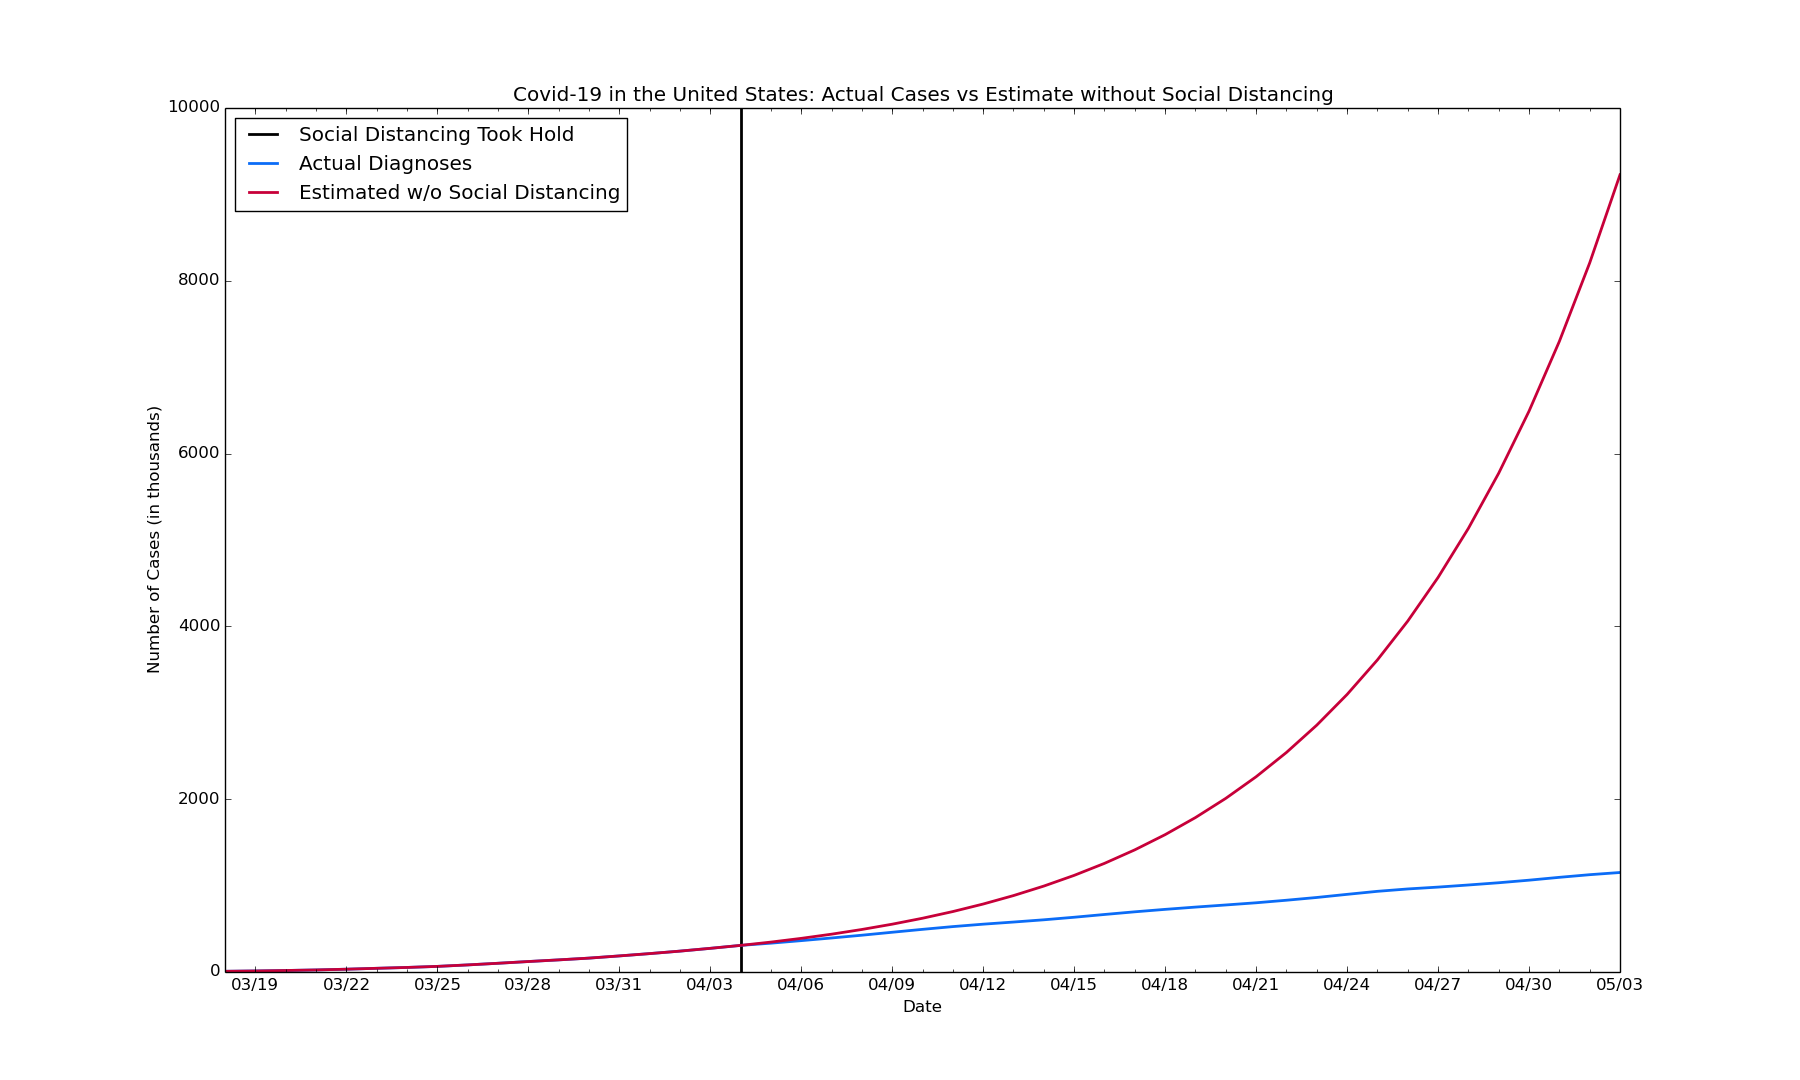 Covid-19 in the United States: Actual Cases vs Estimate without Social Distancing
10000
Social Distancing Took Hold
Actual Diagnoses
Estimated w/o Social Distancing
8000
6000
Number of Cases (in thousands)
4000
2000
0
03/19 03/22 03/25 03/28 03/31 04/03 04/06 04/09 04/12 04/15 04/18 04/21 04/24 04/27 04/30 05/03
Date